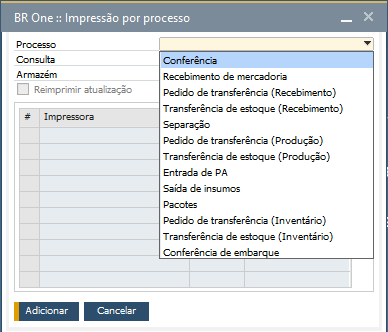 BR One :: Impressão por processo
Processo
Consulta
Armazém
Reimprimir atualização
# Impressora
Conferência
Recebimento de mercadoria
Pedido de transferência (Recebimento)
Transferência de estoque (Recebimento)
Separação
Pedido de transferência (Produção)
Transferência de estoque (Produção)
Entrada de PA
Saída de insumos
Pacotes
Pedido de transferência (Inventário)
Transferência de estoque (Inventário)
Conferência de embarque
Adicionar Cancelar